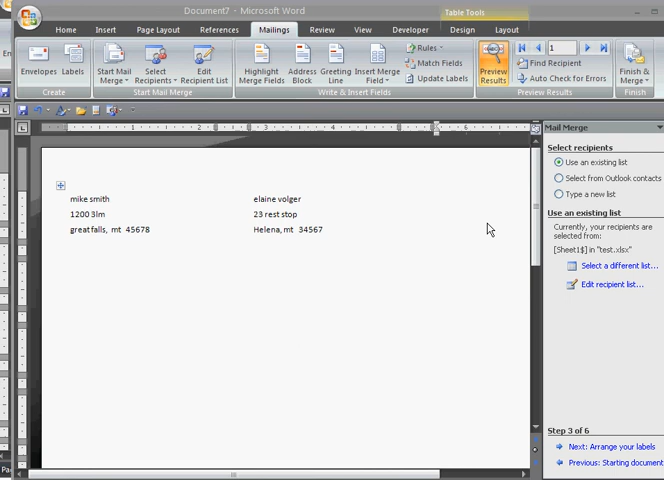 Document7 - Microsoft Word
Table Tools
Home Insert Page Layout References Mailings Review View Developer Design Layout
Envelopes Labels
Create
Start Mail Merge
Select Recipients
Edit Recipient List
Start Mail Merge
Highlight Merge Fields
Address Block
Greeting Line
Insert Merge Field
Rules
Match Fields
Update Labels
Write & Insert Fields
Preview Results
1
Find Recipient
Auto Check for Errors
Preview Results
Finish & Merge
Finish
mike smith
1200 3lm
great falls, mt 45678
elaine volger
23 rest stop
Helena, mt 34567
Mail Merge
Select recipients
Use an existing list
Select from Outlook contacts
Type a new list
Use an existing list
Currently, your recipients are
selected from:
[Sheet1$] in "test.xlsx"
Select a different list...
Edit recipient list...
Step 3 of 6
Next: Arrange your labels
Previous: Starting document